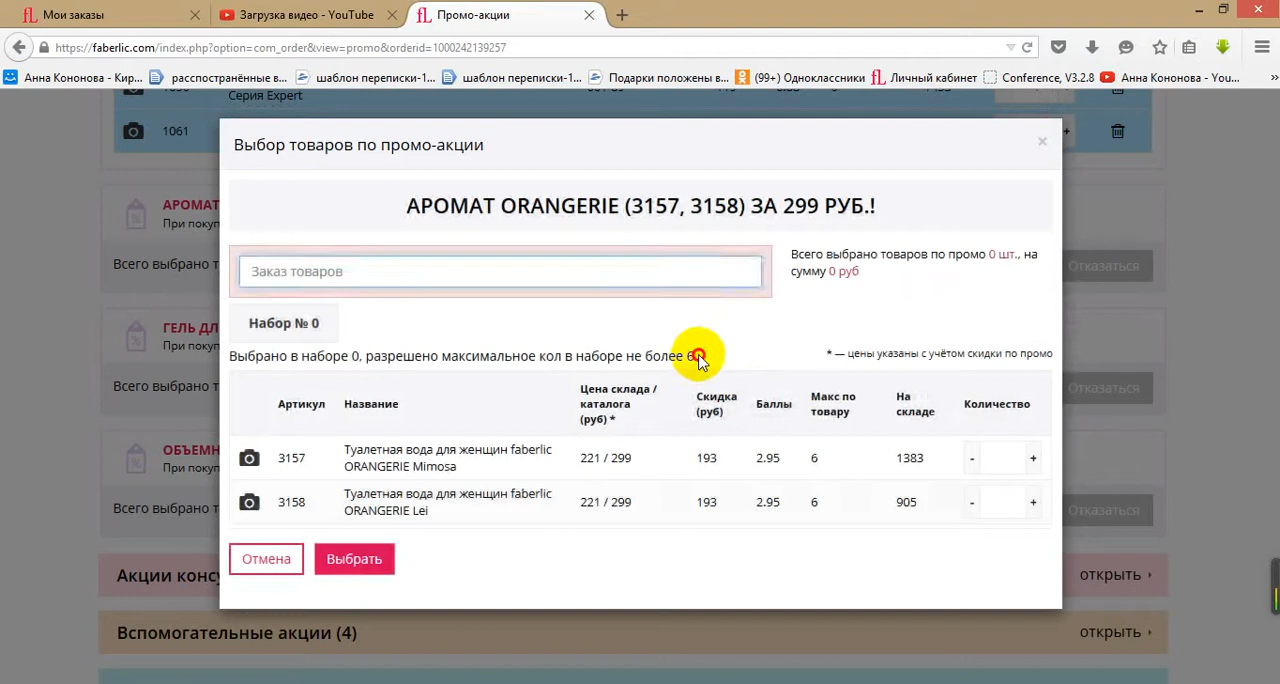 Мои заказы
Загрузка видео - YouTube
Промо-акции
https://faberlic.com/index.php?option=com_order&view=promo&orderid=1000242139257
Анна Кононова - Кир...
распостранённые в...
шаблон переписки-1...
шаблон переписки-1...
Подарки положены в...
(99+) Одноклассники
Личный кабинет
Conference, V3.2.8
Анна Кононова - You...
Серия Expert
1061
Выбор товаров по промо-акции
АРОМАТ ORANGERIE (3157, 3158) ЗА 299 РУБ.!
Заказ товаров
Всего выбрано товаров по промо 0 шт., на
сумму 0 руб
Набор № 0
Выбрано в наборе 0, разрешено максимальное кол в наборе не более 6
* — цены указаны с учётом скидки по промо
Артикул Название Цена склада / каталога (руб) * Скидка (руб) Баллы Макс по товару На складе Количество
3157 Туалетная вода для женщин faberlic ORANGERIE Mimosa 221 / 299 193 2.95 6 1383 - +
3158 Туалетная вода для женщин faberlic ORANGERIE Lei 221 / 299 193 2.95 6 905 - +
Отмена Выбрать
АРОМАТ
При покуп
Всего выбрано т
Отказаться
ГЕЛЬ ДЛ
При покуп
Всего выбрано т
Отказаться
ОБЪЕМН
При покуп
Всего выбрано т
Отказаться
Акции конс
открыть
Вспомогательные акции (4)
открыть